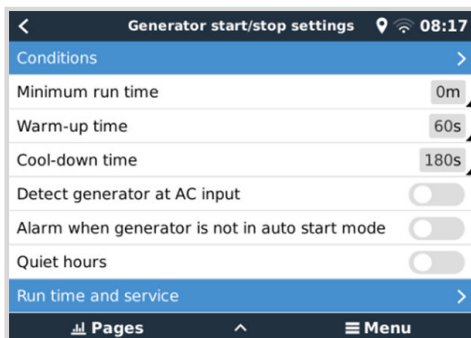 Generator start/stop settings 08:17
Conditions
Minimum run time 0m
Warm-up time 60s
Cool-down time 180s
Detect generator at AC input
Alarm when generator is not in auto start mode
Quiet hours
Run time and service
Pages Menu